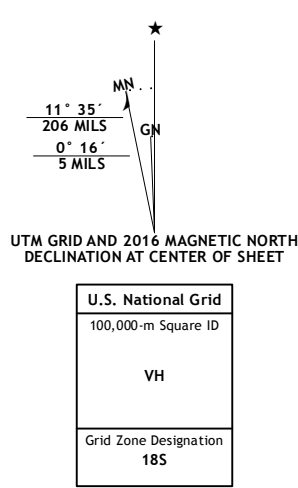 MN
11° 35´
206 MILS
GN
0° 16´
5 MILS
UTM GRID AND 2016 MAGNETIC NORTH
DECLINATION AT CENTER OF SHEET
U.S. National Grid
100,000-m Square ID
VH
Grid Zone Designation
18S